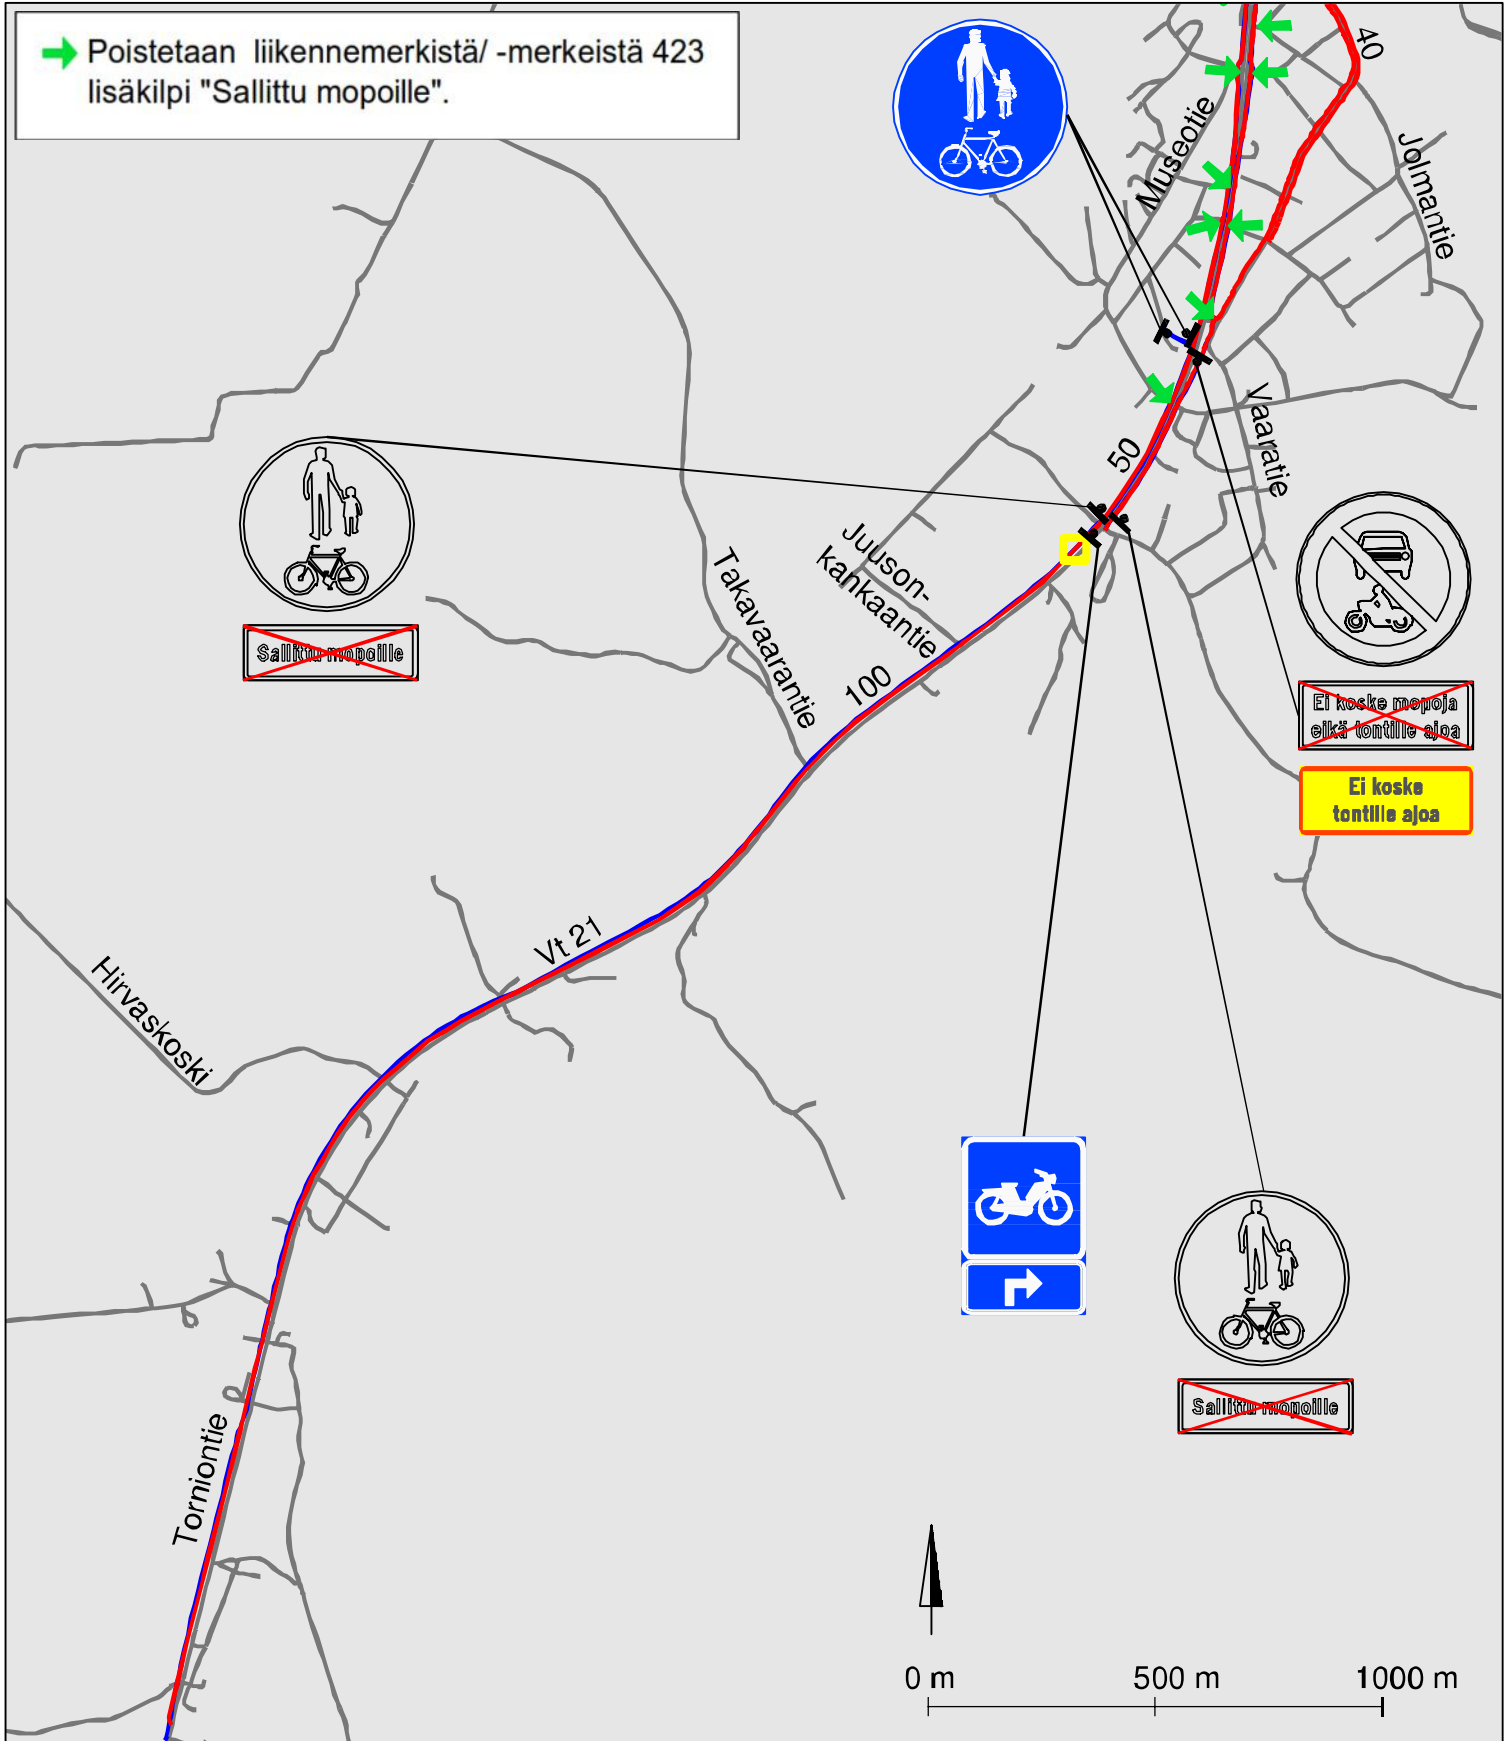 Poistetaan liikennemerkistä/ -merkeistä 423
lisäkilpi "Sallittu mopoille".
40
Museotie
Jolmantie
Vaaratie
50
Sallittu mopoille
Juuson-
kahkaantie
Takavaarantie
100
Ei koske mopoja
eikä tontille ajoa
Ei koske
tontille ajoa
Vt 21
Hirvaskoski
Sallittu mopoille
Torniontie
0 m
500 m
1000 m